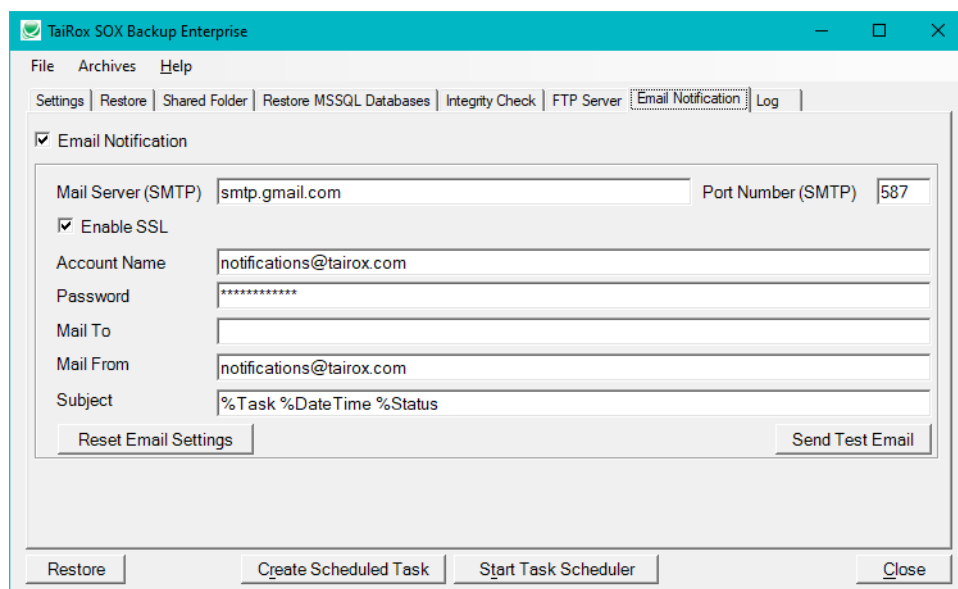 TaiRox SOX Backup Enterprise
File Archives Help
Settings Restore Shared Folder Restore MSSQL Databases Integrity Check FTP Server Email Notification Log
Email Notification
Mail Server (SMTP) smtp.gmail.com Port Number (SMTP) 587
Enable SSL
Account Name notifications@tairox.com
Password ************
Mail To
Mail From notifications@tairox.com
Subject %Task %DateTime %Status
Reset Email Settings Send Test Email
Restore Create Scheduled Task Start Task Scheduler Close